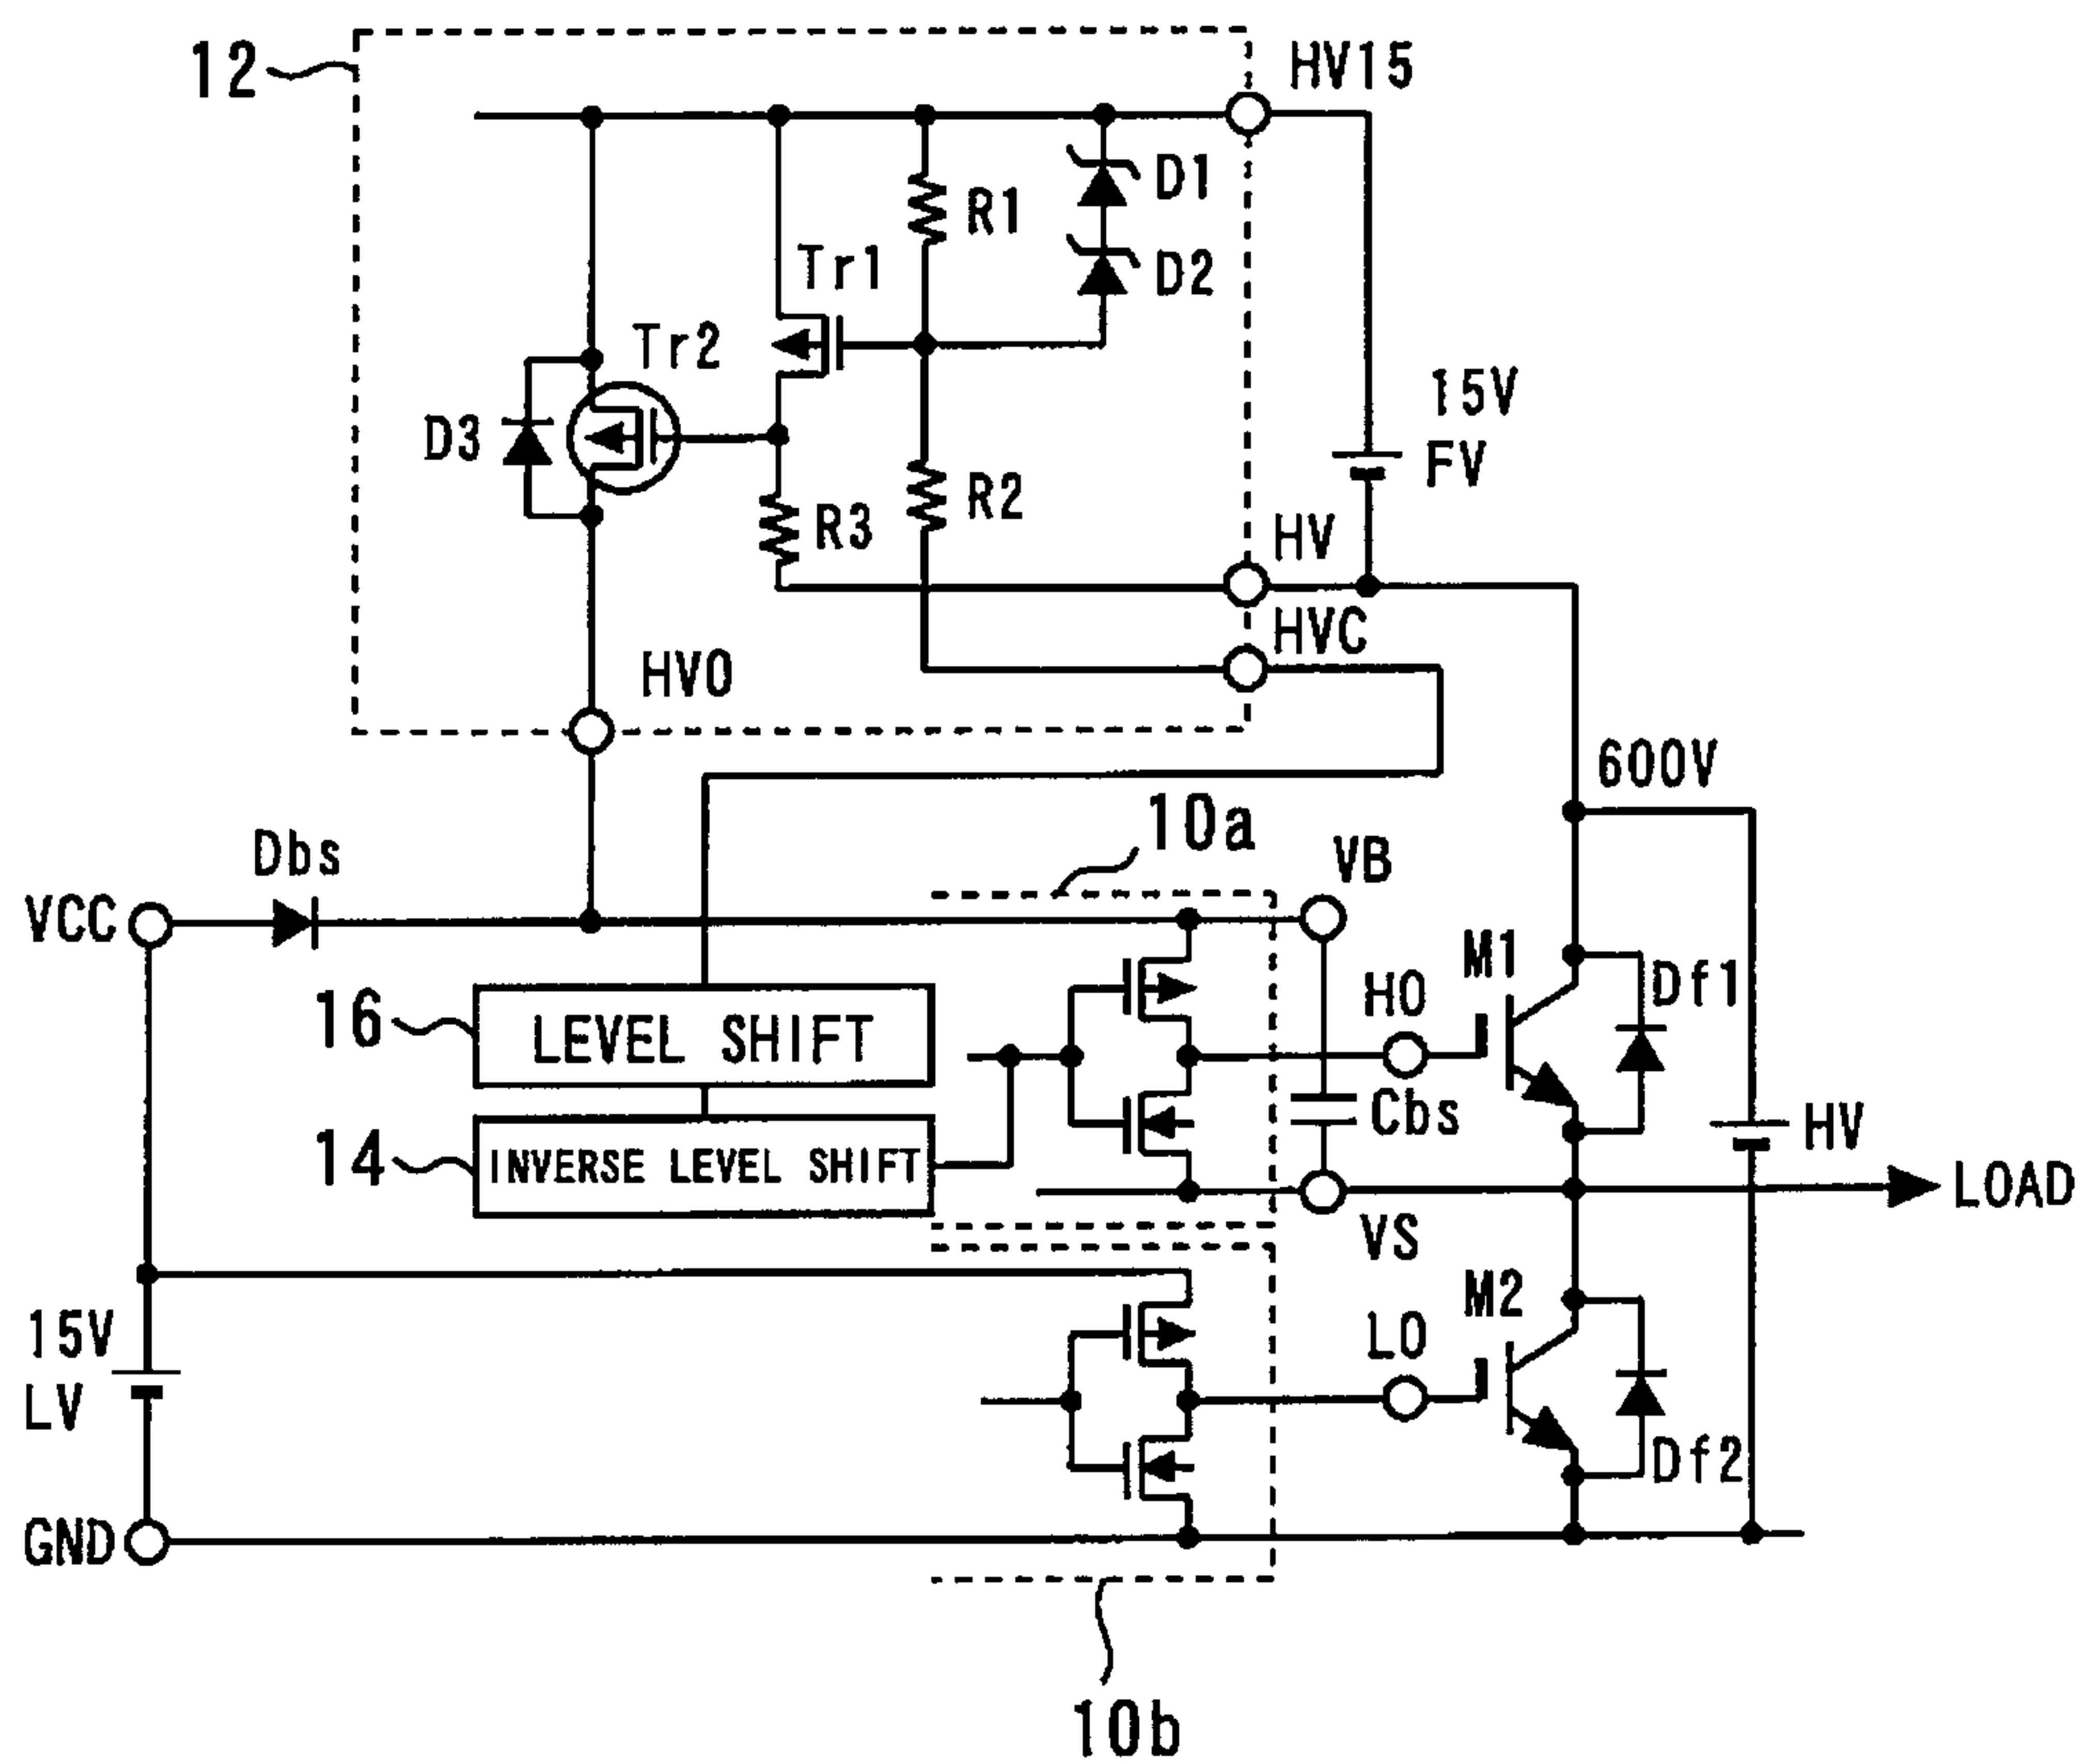 12
HV15
D1
R1
Tr1
D2
Tr2
15V
FV
D3
R2
R3
HV
HVC
HVO
600V
10a
Dbs
VB
VCC
M1
Df1
HO
16
LEVEL SHIFT
Cbs
HV
14
INVERSE LEVEL SHIFT
LOAD
VS
M2
15V
LO
LV
Df2
GND
10b